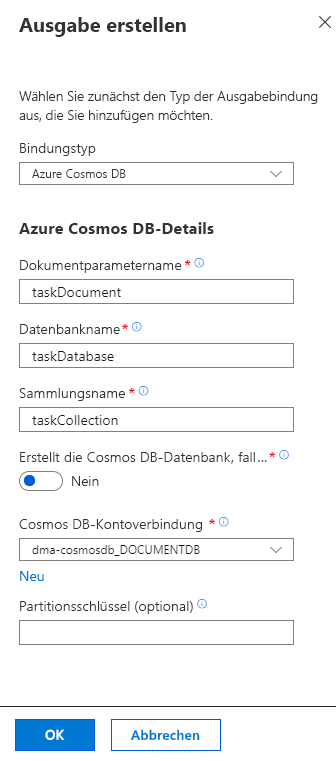 Ausgabe erstellen
Wählen Sie zunächst den Typ der Ausgabebindung
aus, die Sie hinzufügen möchten.
Bindungstyp
Azure Cosmos DB
Azure Cosmos DB-Details
Dokumentparametername *
taskDocument
Datenbankname *
taskDatabase
Sammlungsname *
taskCollection
Erstellt die Cosmos DB-Datenbank, fall... *
Nein
Cosmos DB-Kontoverbindung *
dma-cosmosdb_DOCUMENTDB
Neu
Partitionsschlüssel (optional)
OK
Abbrechen